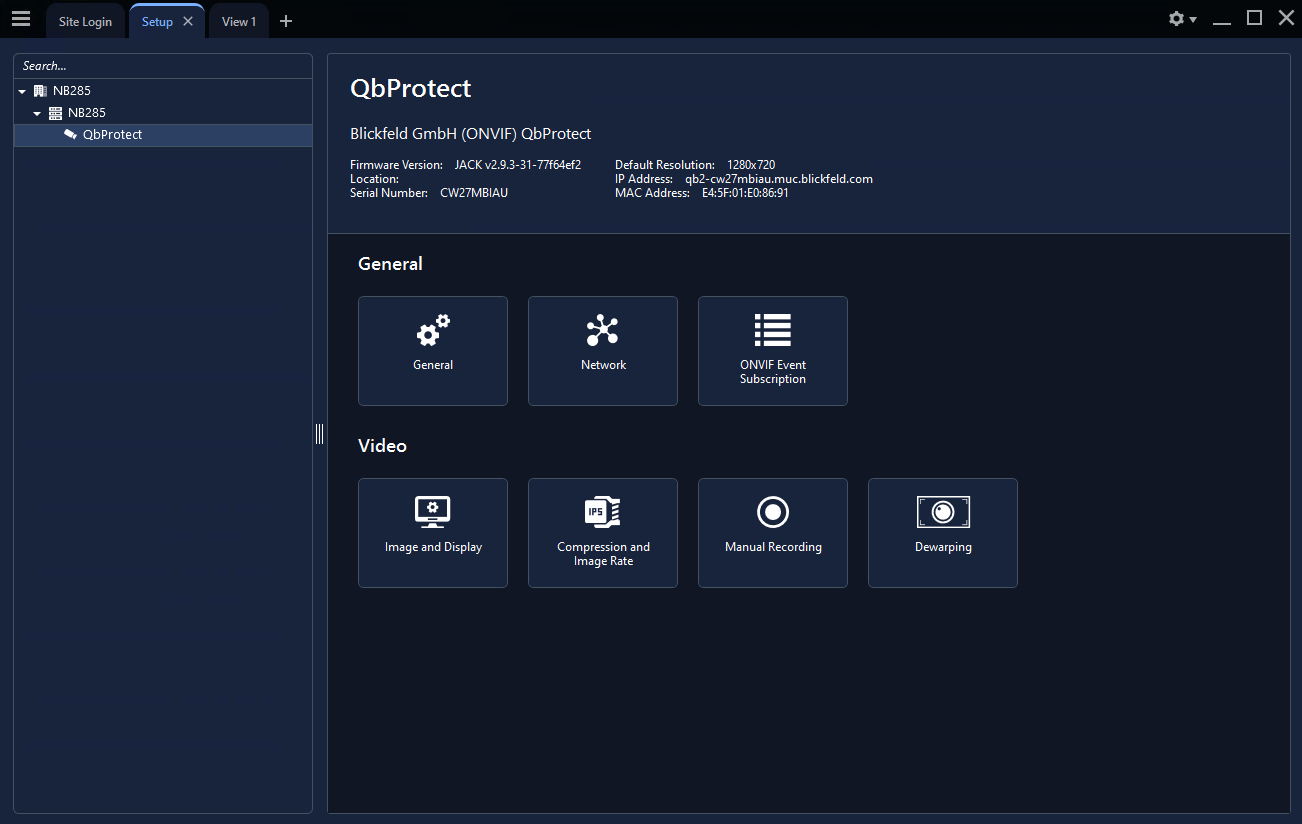 Site Login
Setup
View 1
Search...
NB285
NB285
QbProtect
QbProtect
Blickfeld GmbH (ONVIF) QbProtect
Firmware Version: JACK v2.9.3-31-77f64ef2
Default Resolution: 1280x720
Location:
IP Address: qb2-cw27mbiau.muc.blickfeld.com
Serial Number: CW27MBIAU
MAC Address: E4:5F:01:E0:86:91
General
General
Network
ONVIF Event
Subscription
Video
Image and Display
IPS
Compression and
Image Rate
Manual Recording
Dewarping